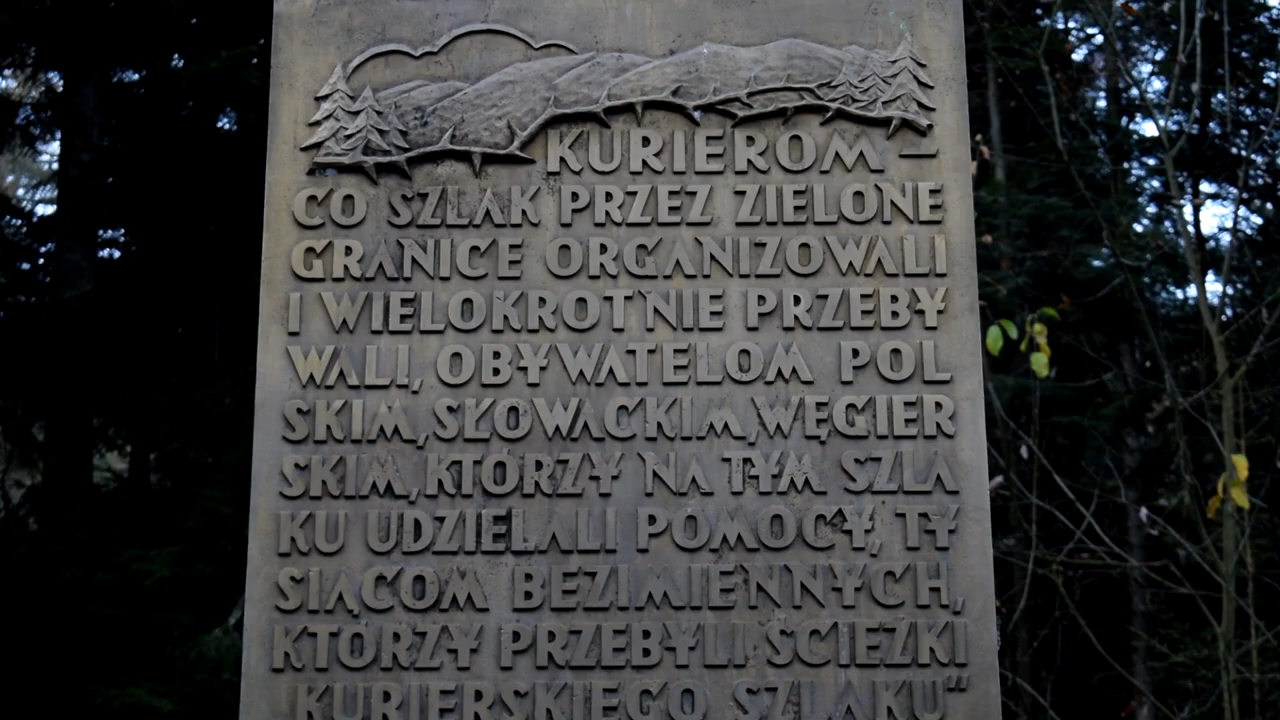 KURIEROM –
CO SZLAK PRZEZ ZIELONE
GRANICE ORGANIZOWALI
I WIELOKROTNIE PRZEBY
WALI, OBYWATELOM POL
SKIM, SŁOWACKIM, WĘGIER
SKIM, KTÓRZY NA TYM SZLA
KU UDZIELALI POMOCY, TY
SIĄCOM BEZIMIENNYCH,
KTÓRZY PRZEBYLI ŚCIEŻKI
KURIERSKIEGO SZLAKU"